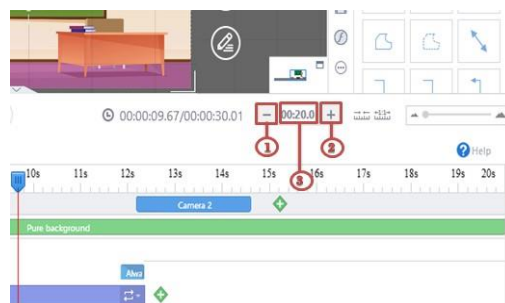 00:00:09.67/00:00:30.01 − 00:20.0 +
1 3 2
Help
10s 11s 12s 13s 14s 15s 16s 17s 18s 19s 20s
Camera 2
Pure background
Alwa